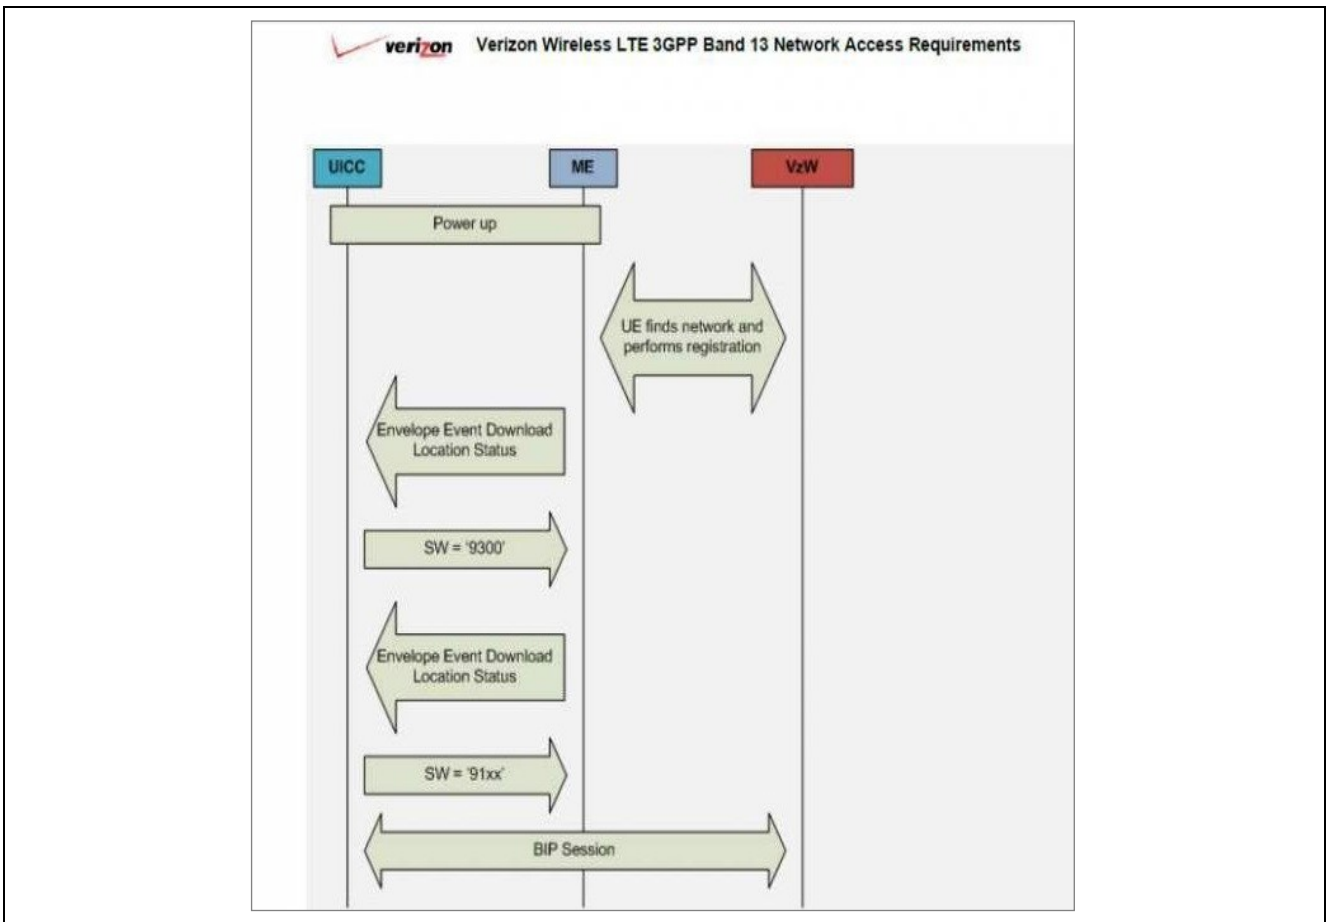 verizon Verizon Wireless LTE 3GPP Band 13 Network Access Requirements
UICC ME VzW
Power up
UE finds network and
performs registration
Envelope Event Download
Location Status
SW = '9300'
Envelope Event Download
Location Status
SW = '91xx'
BIP Session